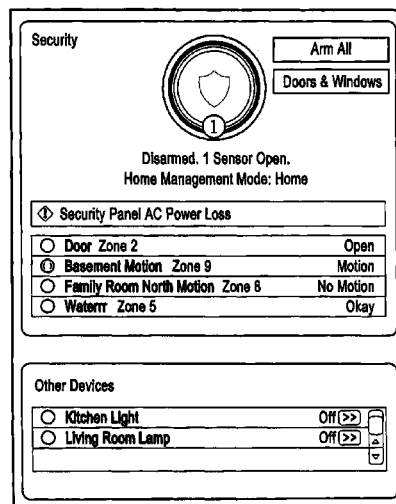 Security
Arm All
Doors & Windows
1
Disarmed. 1 Sensor Open.
Home Management Mode: Home
Security Panel AC Power Loss
Door Zone 2 Open
Basement Motion Zone 9 Motion
Family Room North Motion Zone 6 No Motion
Waterrr Zone 5 Okay
Other Devices
Kitchen Light Off >>
Living Room Lamp Off >>